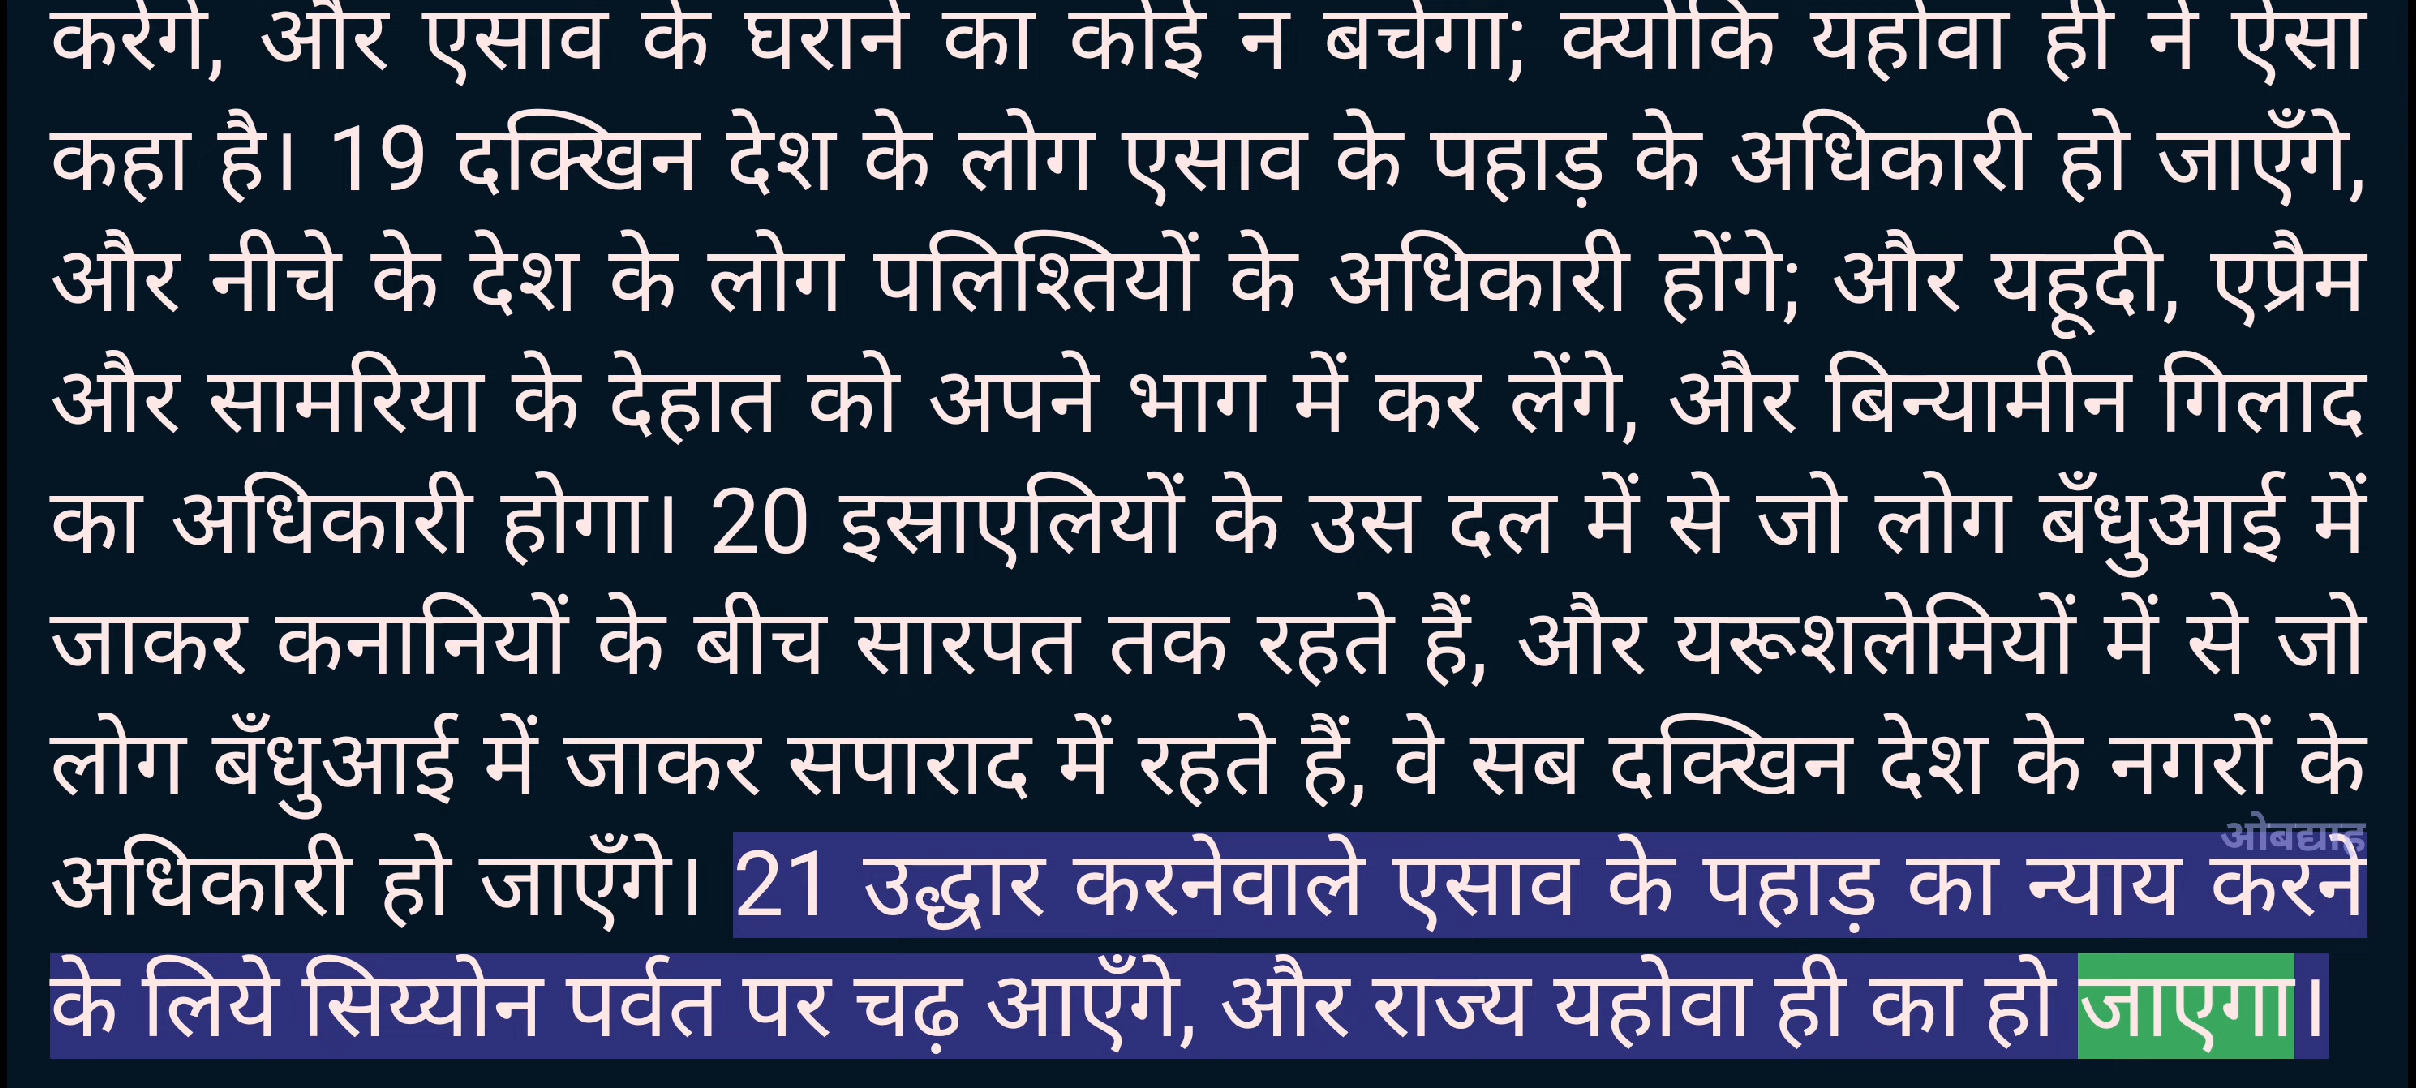 करेंगे, और एसाव के घराने का कोई न बचेगा; क्योंकि यहोवा ही ने ऐसा
कहा है। 19 दक्खिन देश के लोग एसाव के पहाड़ के अधिकारी हो जाएँगे,
और नीचे के देश के लोग पलिश्तियों के अधिकारी होंगे; और यहूदी, एप्रैम
और सामरिया के देहात को अपने भाग में कर लेंगे, और बिन्यामीन गिलाद
का अधिकारी होगा। 20 इस्राएलियों के उस दल में से जो लोग बँधुआई में
जाकर कनानियों के बीच सारपत तक रहते हैं, और यरूशलेमियों में से जो
लोग बँधुआई में जाकर सपाराद में रहते हैं, वे सब दक्खिन देश के नगरों के
ओबद्याह
अधिकारी हो जाएँगे। 21 उद्धार करनेवाले एसाव के पहाड़ का न्याय करने
के लिये सिय्योन पर्वत पर चढ़ आएँगे, और राज्य यहोवा ही का हो जाएगा।